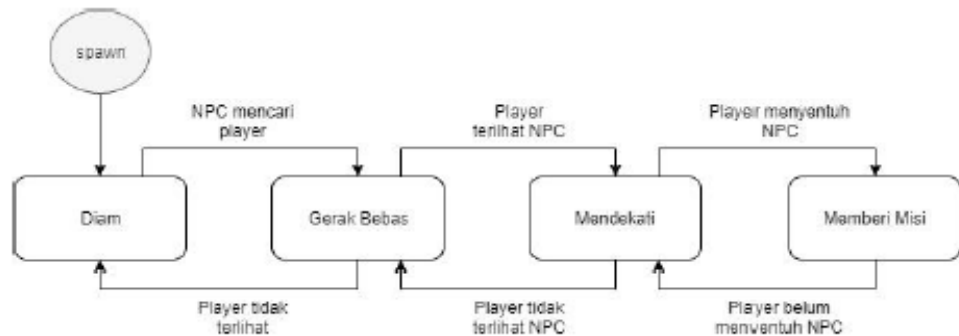 spawn
NPC mencari
player
Player
terlihat NPC
Player menyentuh
NPC
Diam
Gerak Bebas
Mendekati
Memberi Misi
Player tidak
terlihat
Player tidak
terlihat NPC
Player belum
menyentuh NPC